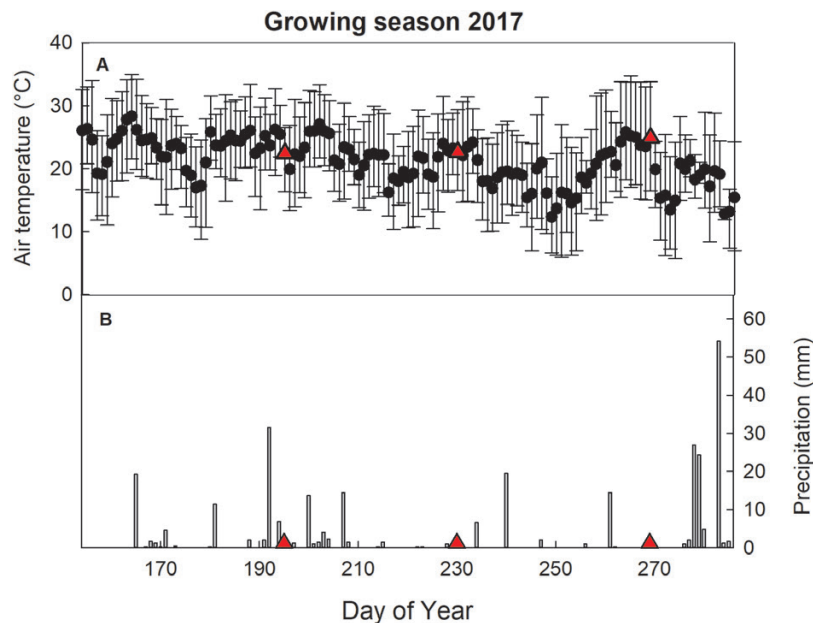 Growing season 2017
A
40
30
20
10
0
Air temperature (°C)
B
60
50
40
30
20
10
0
Precipitation (mm)
170 190 210 230 250 270
Day of Year